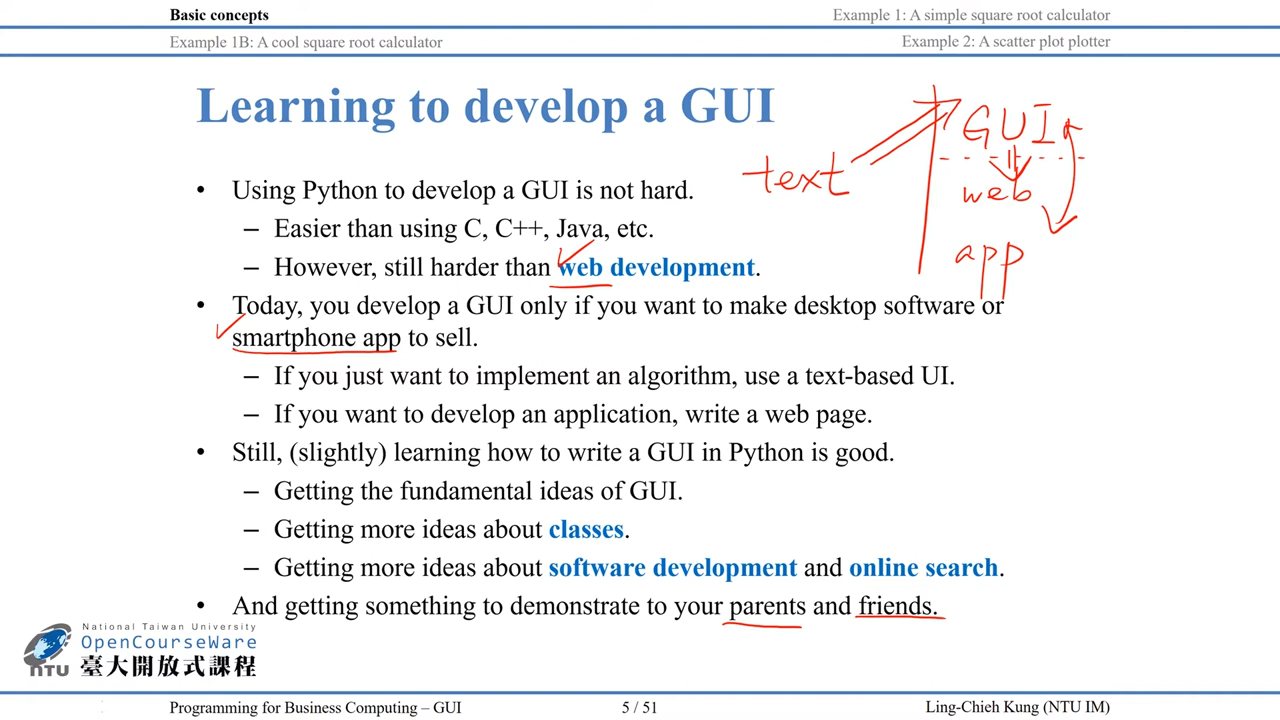 Basic concepts
Example 1: A simple square root calculator
Example 1B: A cool square root calculator
Example 2: A scatter plot plotter
Learning to develop a GUI
GUI
text
web
app
• Using Python to develop a GUI is not hard.
– Easier than using C, C++, Java, etc.
– However, still harder than web development.
• Today, you develop a GUI only if you want to make desktop software or
smartphone app to sell.
– If you just want to implement an algorithm, use a text-based UI.
– If you want to develop an application, write a web page.
• Still, (slightly) learning how to write a GUI in Python is good.
– Getting the fundamental ideas of GUI.
– Getting more ideas about classes.
– Getting more ideas about software development and online search.
• And getting something to demonstrate to your parents and friends.
National Taiwan University
OpenCourseWare
臺大開放式課程
NTU
Programming for Business Computing – GUI
5 / 51
Ling-Chieh Kung (NTU IM)